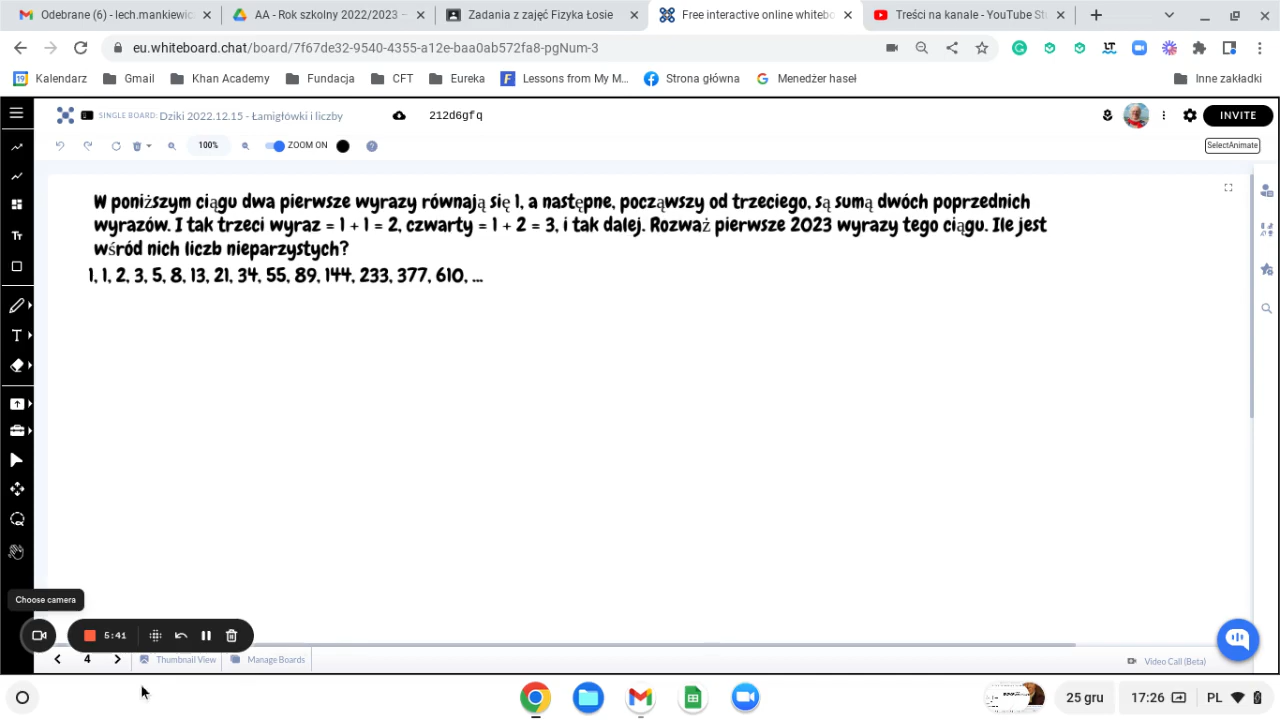 Odebrane (6) - lech.mankiewic
AA - Rok szkolny 2022/2023 –
Zadania z zajęć Fizyka Łosie
Free interactive online whitebo
Treści na kanale - YouTube Stu
eu.whiteboard.chat/board/7f67de32-9540-4355-a12e-baa0ab572fa8-pgNum-3
Kalendarz
Gmail
Khan Academy
Fundacja
CFT
Eureka
Lessons from My M...
Strona główna
Menedżer haseł
Inne zakładki
SINGLE BOARD: Dziki 2022.12.15 - Łamigłówki i liczby
212d6gfq
INVITE
100%
ZOOM ON
SelectAnimate
W poniższym ciągu dwa pierwsze wyrazy równają się 1, a następne, począwszy od trzeciego, są sumą dwóch poprzednich
wyrazów. I tak trzeci wyraz = 1 + 1 = 2, czwarty = 1 + 2 = 3, i tak dalej. Rozważ pierwsze 2023 wyrazy tego ciągu. Ile jest
wśród nich liczb nieparzystych?
1, 1, 2, 3, 5, 8, 13, 21, 34, 55, 89, 144, 233, 377, 610, ...
Choose camera
5:41
4
Thumbnail View
Manage Boards
Video Call (Beta)
25 gru
17:26
PL